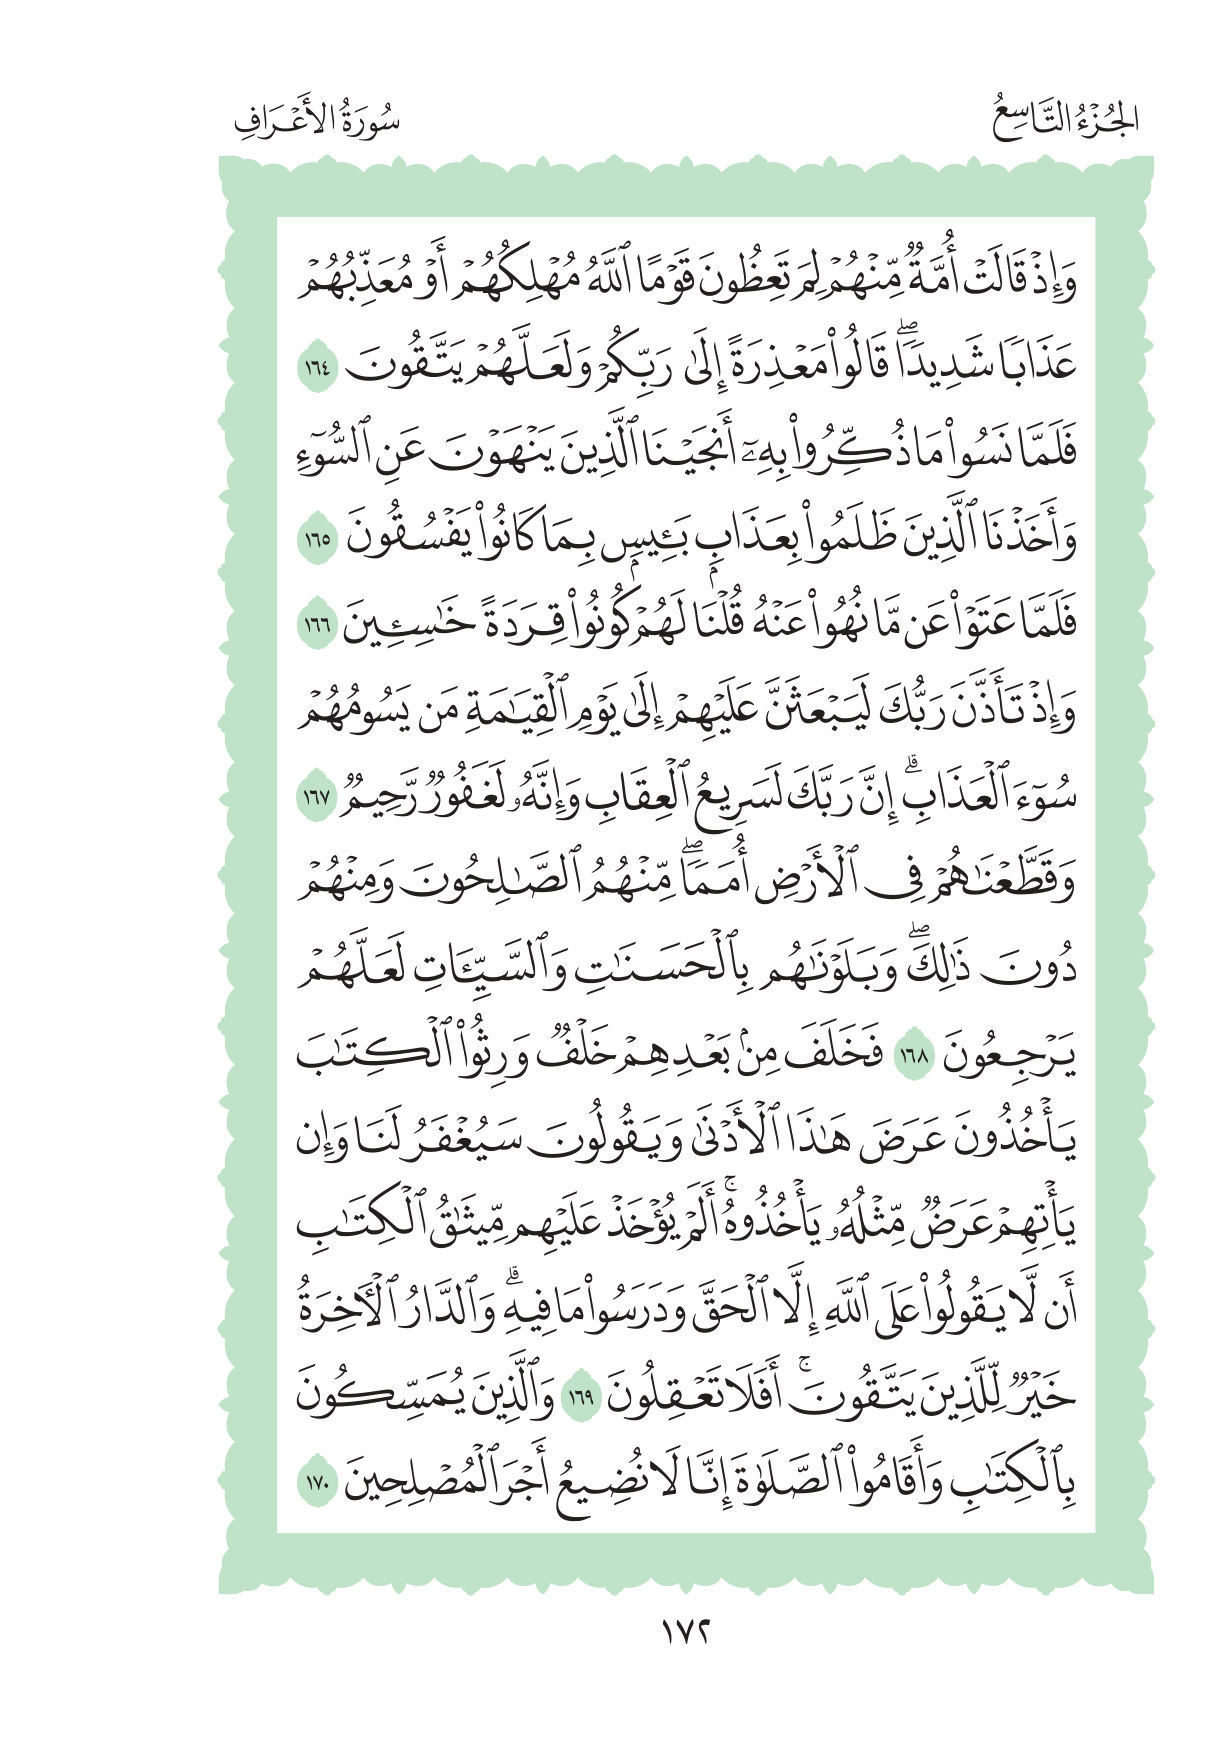 الجُزْءُ التَّاسِعُ
سُورَةُ الأَعْرَافِ
وَإِذْ قَالَتْ أُمَّةٌ مِّنْهُمْ لِمَ تَعِظُونَ قَوْمًا ٱللَّهُ مُهْلِكُهُمْ أَوْ مُعَذِّبُهُمْ
عَذَابًا شَدِيدًاۖ قَالُوا۟ مَعْذِرَةً إِلَىٰ رَبِّكُمْ وَلَعَلَّهُمْ يَتَّقُونَ ١٦٤
فَلَمَّا نَسُوا۟ مَا ذُكِّرُوا۟ بِهِۦٓ أَنجَيْنَا ٱلَّذِينَ يَنْهَوْنَ عَنِ ٱلسُّوٓءِ
وَأَخَذْنَا ٱلَّذِينَ ظَلَمُوا۟ بِعَذَابٍۭ بَـِٔيسٍۭ بِمَا كَانُوا۟ يَفْسُقُونَ ١٦٥
فَلَمَّا عَتَوْا۟ عَن مَّا نُهُوا۟ عَنْهُ قُلْنَا لَهُمْ كُونُوا۟ قِرَدَةً خَـٰسِـِٔينَ ١٦٦
وَإِذْ تَأَذَّنَ رَبُّكَ لَيَبْعَثَنَّ عَلَيْهِمْ إِلَىٰ يَوْمِ ٱلْقِيَـٰمَةِ مَن يَسُومُهُمْ
سُوٓءَ ٱلْعَذَابِۗ إِنَّ رَبَّكَ لَسَرِيعُ ٱلْعِقَابِ وَإِنَّهُۥ لَغَفُورٌ رَّحِيمٌ ١٦٧
وَقَطَّعْنَـٰهُمْ فِى ٱلْأَرْضِ أُمَمًاۖ مِّنْهُمُ ٱلصَّـٰلِحُونَ وَمِنْهُمْ
دُونَ ذَٰلِكَۖ وَبَلَوْنَـٰهُم بِٱلْحَسَنَـٰتِ وَٱلسَّيِّـَٔاتِ لَعَلَّهُمْ
يَرْجِعُونَ ١٦٨ فَخَلَفَ مِنۢ بَعْدِهِمْ خَلْفٌ وَرِثُوا۟ ٱلْكِتَـٰبَ
يَأْخُذُونَ عَرَضَ هَـٰذَا ٱلْأَدْنَىٰ وَيَقُولُونَ سَيُغْفَرُ لَنَا وَإِن
يَأْتِهِمْ عَرَضٌ مِّثْلُهُۥ يَأْخُذُوهُۚ أَلَمْ يُؤْخَذْ عَلَيْهِم مِّيثَـٰقُ ٱلْكِتَـٰبِ
أَن لَّا يَقُولُوا۟ عَلَى ٱللَّهِ إِلَّا ٱلْحَقَّ وَدَرَسُوا۟ مَا فِيهِۗ وَٱلدَّارُ ٱلْـَٔاخِرَةُ
خَيْرٌ لِّلَّذِينَ يَتَّقُونَۚ أَفَلَا تَعْقِلُونَ ١٦٩ وَٱلَّذِينَ يُمَسِّكُونَ
بِٱلْكِتَـٰبِ وَأَقَامُوا۟ ٱلصَّلَوٰةَ إِنَّا لَا نُضِيعُ أَجْرَ ٱلْمُصْلِحِينَ ١٧٠
١٧٢